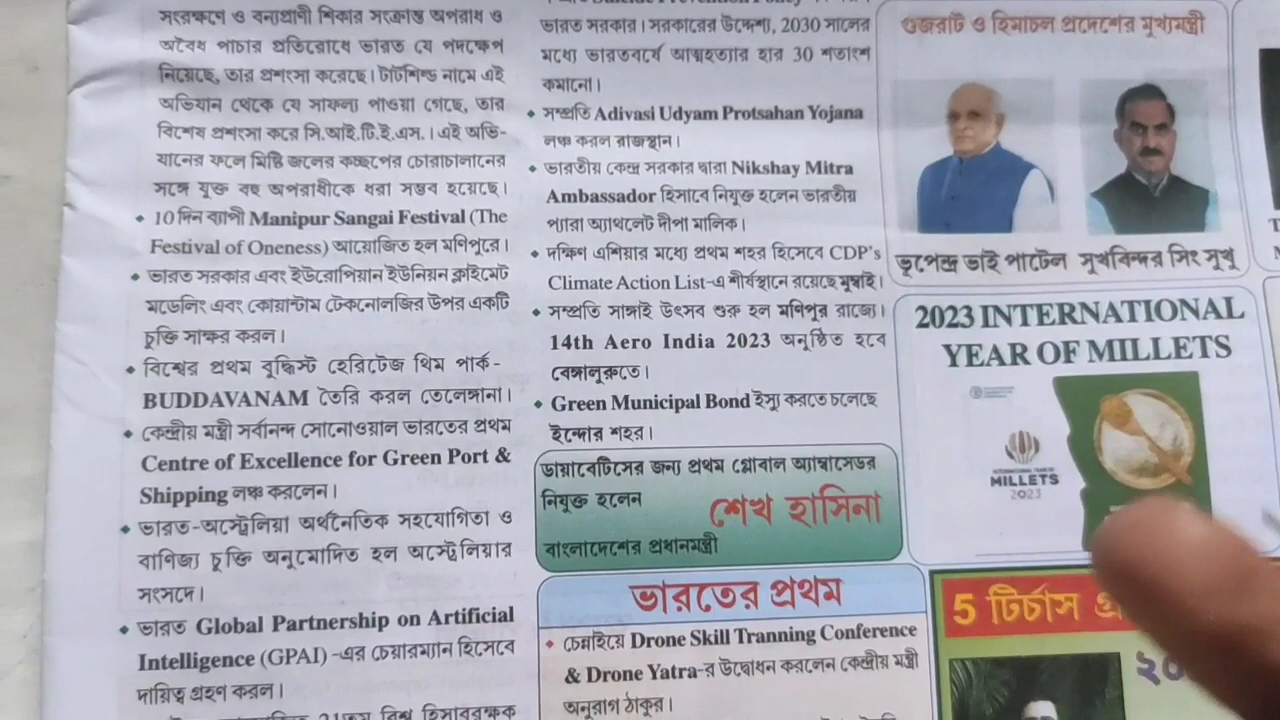 সংরক্ষণে ও বন্যপ্রাণী শিকার সংক্রান্ত অপরাধ ও
অবৈধ পাচার প্রতিরোধে ভারত যে পদক্ষেপ
নিয়েছে, তার প্রশংসা করেছে। টার্টশিল্ড নামে এই
অভিযান থেকে যে সাফল্য পাওয়া গেছে, তার
বিশেষ প্রশংসা করে সি.আই.টি.ই.এস.। এই অভি-
যানের ফলে মিষ্টি জলের কচ্ছপের চোরাচালানের
সঙ্গে যুক্ত বহু অপরাধীকে ধরা সম্ভব হয়েছে।
10 দিন ব্যাপী Manipur Sangai Festival (The
Festival of Oneness) আয়োজিত হল মণিপুরে।
ভারত সরকার এবং ইউরোপিয়ান ইউনিয়ন ক্লাইমেট
মডেলিং এবং কোয়ান্টাম টেকনোলজির উপর একটি
চুক্তি সাক্ষর করল।
বিশ্বের প্রথম বুদ্ধিস্ট হেরিটেজ থিম পার্ক-
BUDDAVANAM তৈরি করল তেলেঙ্গানা।
কেন্দ্রীয় মন্ত্রী সর্বানন্দ সোনোওয়াল ভারতের প্রথম
Centre of Excellence for Green Port &
Shipping লঞ্চ করলেন।
ভারত-অস্ট্রেলিয়া অর্থনৈতিক সহযোগিতা ও
বাণিজ্য চুক্তি অনুমোদিত হল অস্ট্রেলিয়ার
সংসদে।
ভারত Global Partnership on Artificial
Intelligence (GPAI) -এর চেয়ারম্যান হিসেবে
দায়িত্ব গ্রহণ করল।
ভারত সরকার। সরকারের উদ্দেশ্য, 2030 সালের
মধ্যে ভারতবর্ষে আত্মহত্যার হার 30 শতাংশ
কমানো।
সম্প্রতি Adivasi Udyam Protsahan Yojana
লঞ্চ করল রাজস্থান।
ভারতীয় কেন্দ্র সরকার দ্বারা Nikshay Mitra
Ambassador হিসাবে নিযুক্ত হলেন ভারতীয়
প্যারা অ্যাথলেট দীপা মালিক।
দক্ষিণ এশিয়ার মধ্যে প্রথম শহর হিসেবে CDP's
Climate Action List-এ শীর্ষস্থানে রয়েছে মুম্বাই।
সম্প্রতি সাঙ্গাই উৎসব শুরু হল মণিপুর রাজ্যে।
14th Aero India 2023 অনুষ্ঠিত হবে
বেঙ্গালুরুতে।
Green Municipal Bond ইস্যু করতে চলেছে
ইন্দোর শহর।
ডায়াবেটিসের জন্য প্রথম গ্লোবাল অ্যাম্বাসেডর
নিযুক্ত হলেন
শেখ হাসিনা
বাংলাদেশের প্রধানমন্ত্রী
ভারতের প্রথম
চেন্নাইয়ে Drone Skill Tranning Conference
& Drone Yatra-র উদ্বোধন করলেন কেন্দ্রীয় মন্ত্রী
অনুরাগ ঠাকুর।
গুজরাট ও হিমাচল প্রদেশের মুখ্যমন্ত্রী
ভূপেন্দ্র ভাই পাটেল সুখবিন্দর সিং সুখু
2023 INTERNATIONAL
YEAR OF MILLETS
MILLETS
2023
5 টির্চাস